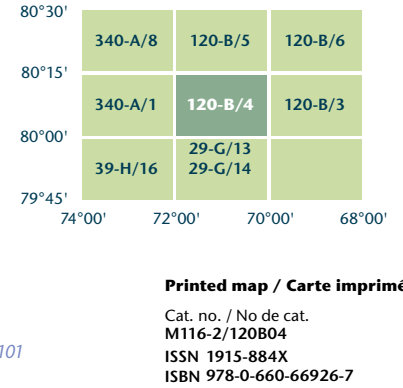 80°30'
340-A/8 120-B/5 120-B/6
80°15'
340-A/1 120-B/4 120-B/3
80°00'
29-G/13
39-H/16 29-G/14
79°45'
74°00' 72°00' 70°00' 68°00'
Printed map / Carte imprimé
Cat. no. / No de cat.
M116-2/120B04
101
ISSN 1915-884X
ISBN 978-0-660-66926-7